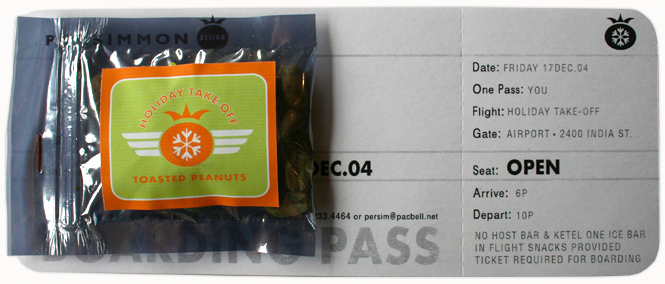 PERSIMMON DESIGN
HOLIDAY TAKE-OFF
TOASTED PEANUTS
DEC.04
233.4464 or persim@pacbell.net
BOARDING PASS
Date: FRIDAY 17DEC.04
One Pass: YOU
Flight: HOLIDAY TAKE-OFF
Gate: AIRPORT • 2400 INDIA ST.
Seat: OPEN
Arrive: 6P
Depart: 10P
NO HOST BAR & KETEL ONE ICE BAR
IN FLIGHT SNACKS PROVIDED
TICKET REQUIRED FOR BOARDING